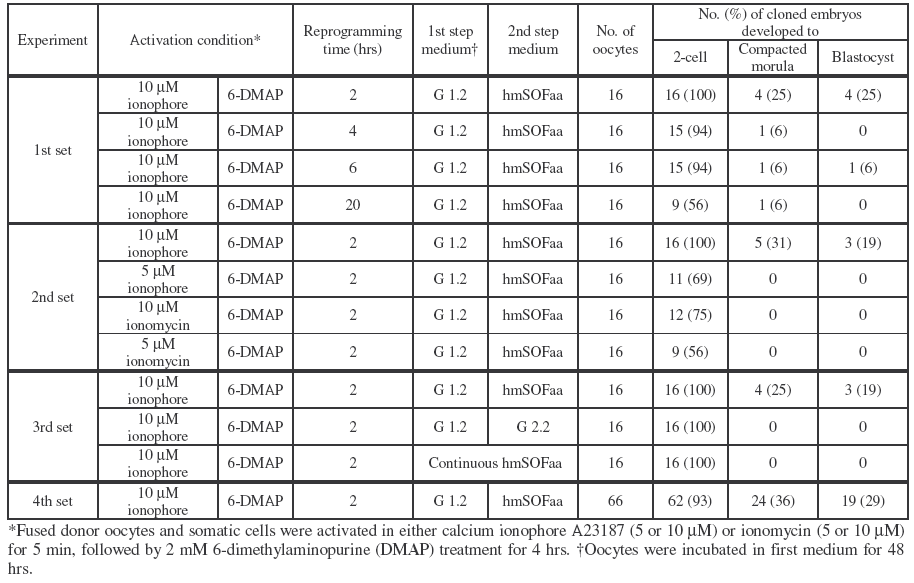 Experiment Activation condition* Reprogramming time (hrs) 1st step medium† 2nd step medium No. of oocytes No. (%) of cloned embryos developed to
2-cell Compacted morula Blastocyst
1st set 10 µM ionophore 6-DMAP 2 G 1.2 hmSOFaa 16 16 (100) 4 (25) 4 (25)
10 µM ionophore 6-DMAP 4 G 1.2 hmSOFaa 16 15 (94) 1 (6) 0
10 µM ionophore 6-DMAP 6 G 1.2 hmSOFaa 16 15 (94) 1 (6) 1 (6)
10 µM ionophore 6-DMAP 20 G 1.2 hmSOFaa 16 9 (56) 1 (6) 0
2nd set 10 µM ionophore 6-DMAP 2 G 1.2 hmSOFaa 16 16 (100) 5 (31) 3 (19)
5 µM ionophore 6-DMAP 2 G 1.2 hmSOFaa 16 11 (69) 0 0
10 µM ionomycin 6-DMAP 2 G 1.2 hmSOFaa 16 12 (75) 0 0
5 µM ionomycin 6-DMAP 2 G 1.2 hmSOFaa 16 9 (56) 0 0
3rd set 10 µM ionophore 6-DMAP 2 G 1.2 hmSOFaa 16 16 (100) 4 (25) 3 (19)
10 µM ionophore 6-DMAP 2 G 1.2 G 2.2 16 16 (100) 0 0
10 µM ionophore 6-DMAP 2 Continuous hmSOFaa 16 16 (100) 0 0
4th set 10 µM ionophore 6-DMAP 2 G 1.2 hmSOFaa 66 62 (93) 24 (36) 19 (29)
*Fused donor oocytes and somatic cells were activated in either calcium ionophore A23187 (5 or 10 µM) or ionomycin (5 or 10 µM)
for 5 min, followed by 2 mM 6-dimethylaminopurine (DMAP) treatment for 4 hrs. †Oocytes were incubated in first medium for 48
hrs.